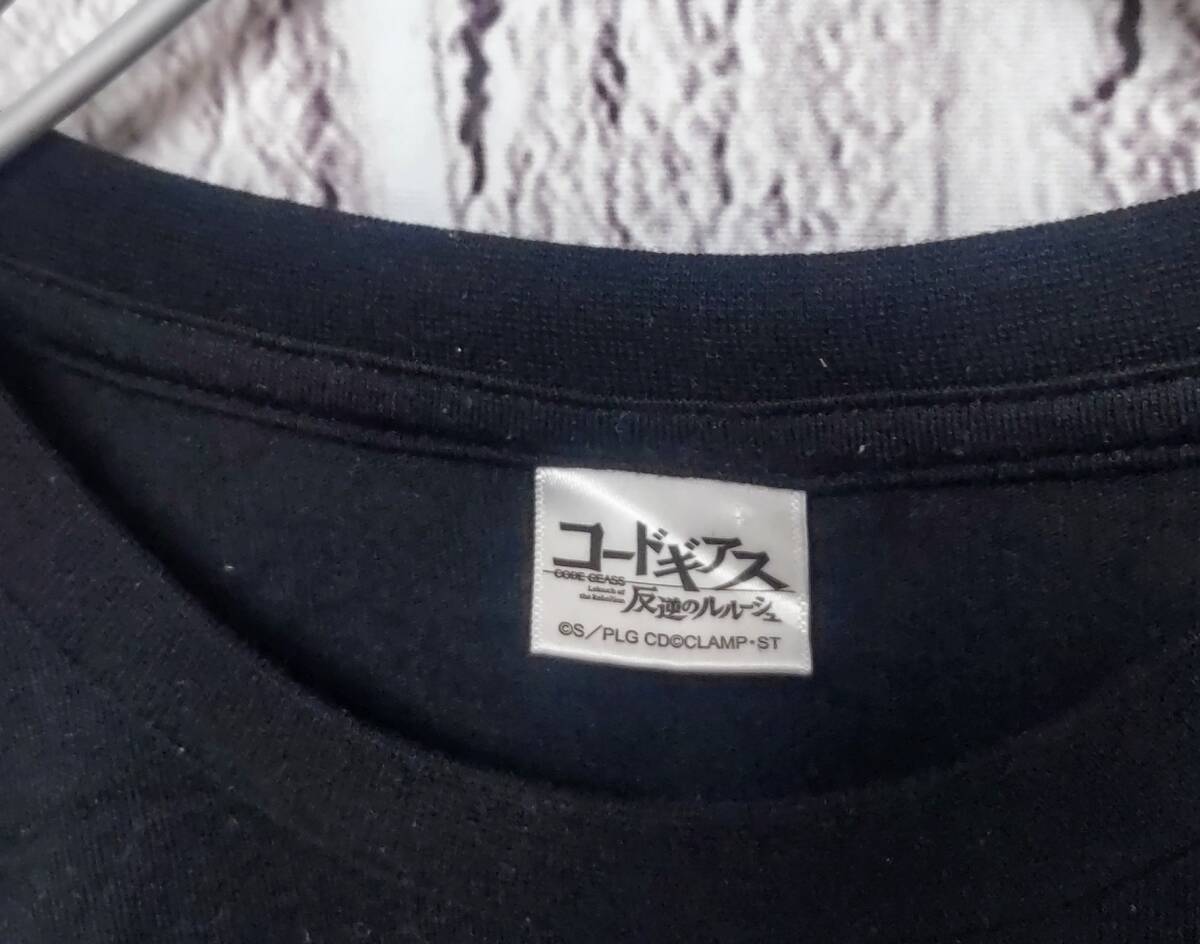 コードギアス
CODE GEASS
Lelouch of
the Rebellion
反逆のルルーシュ
©S／PLG CD©CLAMP・ST